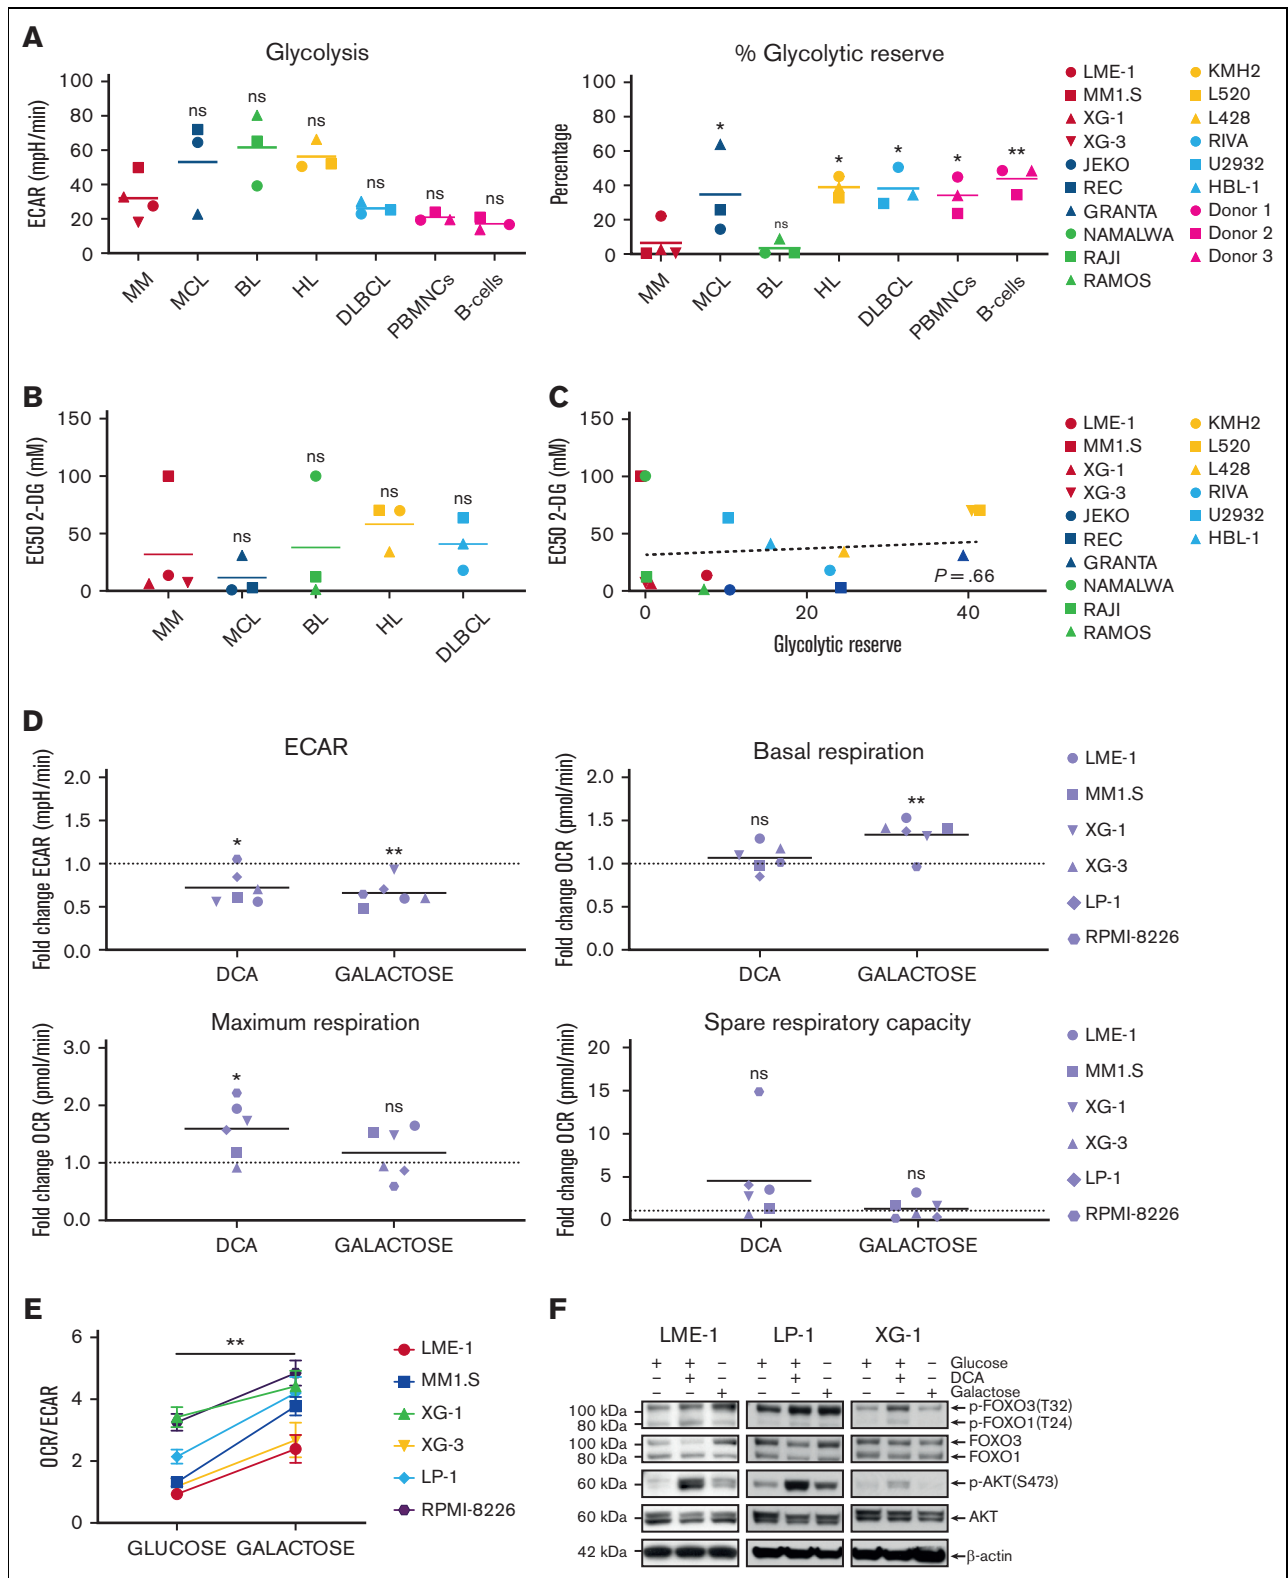 A
Glycolysis
ECAR (mpH/min)
100
80
60
40
20
0
ns
ns
ns
ns
ns
ns
MM
MCL
BL
HL
DLBCL
PBMNCs
B-cells
% Glycolytic reserve
Percentage
100
80
60
40
20
0
*
ns
*
*
*
**
MM
MCL
BL
HL
DLBCL
PBMNCs
B-cells
LME-1
MM1.S
XG-1
XG-3
JEKO
REC
GRANTA
NAMALWA
RAJI
RAMOS
KMH2
L520
L428
RIVA
U2932
HBL-1
Donor 1
Donor 2
Donor 3
B
EC50 2-DG (mM)
150
100
50
0
ns
ns
ns
ns
MM
MCL
BL
HL
DLBCL
C
EC50 2-DG (mM)
150
100
50
0
P = .66
0
20
40
Glycolytic reserve
LME-1
MM1.S
XG-1
XG-3
JEKO
REC
GRANTA
NAMALWA
RAJI
RAMOS
KMH2
L520
L428
RIVA
U2932
HBL-1
D
ECAR
Fold change ECAR (mpH/min)
2.0
1.5
1.0
0.5
0.0
*
**
DCA
GALACTOSE
Basal respiration
Fold change OCR (pmol/min)
2.0
1.5
1.0
0.5
0.0
ns
**
DCA
GALACTOSE
LME-1
MM1.S
XG-1
XG-3
LP-1
RPMI-8226
Maximum respiration
Fold change OCR (pmol/min)
3.0
2.0
1.0
0.0
*
ns
DCA
GALACTOSE
Spare respiratory capacity
Fold change OCR (pmol/min)
20
15
10
5
0
ns
ns
DCA
GALACTOSE
LME-1
MM1.S
XG-1
XG-3
LP-1
RPMI-8226
E
OCR/ECAR
6
4
2
0
**
GLUCOSE GALACTOSE
LME-1
MM1.S
XG-1
XG-3
LP-1
RPMI-8226
F
LME-1 LP-1 XG-1
+ + − + + − + + − Glucose
− + − − + − − + − DCA
− − + − − + − − + Galactose
100 kDa p-FOXO3(T32)
80 kDa p-FOXO1(T24)
100 kDa FOXO3
80 kDa FOXO1
60 kDa p-AKT(S473)
60 kDa AKT
42 kDa β-actin